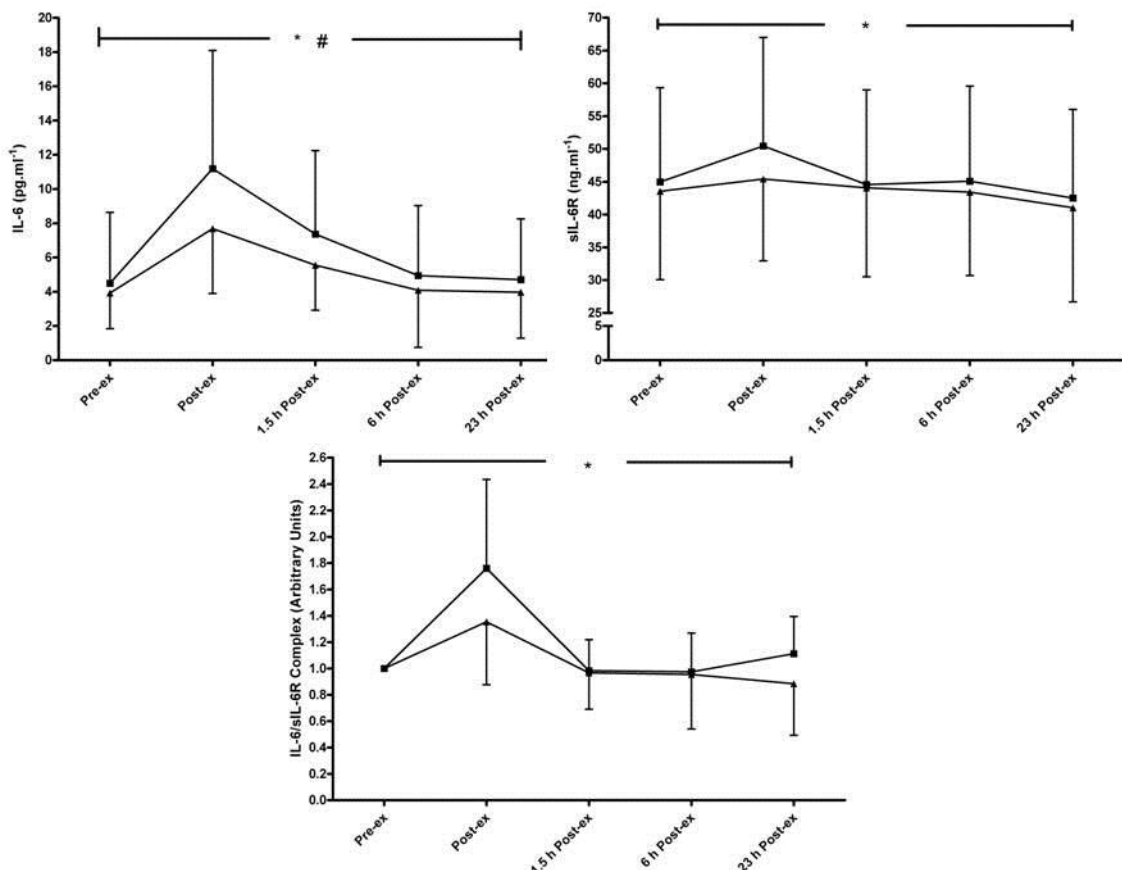 20
18
16
14
12
10
8
6
4
2
0
IL-6 (pg.ml⁻¹)
* #
Pre-ex
Post-ex
1.5 h Post-ex
6 h Post-ex
23 h Post-ex
70
65
60
55
50
45
40
35
30
25
5
0
sIL-6R (ng.ml⁻¹)
*
Pre-ex
Post-ex
1.5 h Post-ex
6 h Post-ex
23 h Post-ex
2.6
2.4
2.2
2.0
1.8
1.6
1.4
1.2
1.0
0.8
0.6
0.4
0.2
0.0
IL-6/sIL-6R Complex (Arbitrary Units)
*
Pre-ex
Post-ex
1.5 h Post-ex
6 h Post-ex
23 h Post-ex